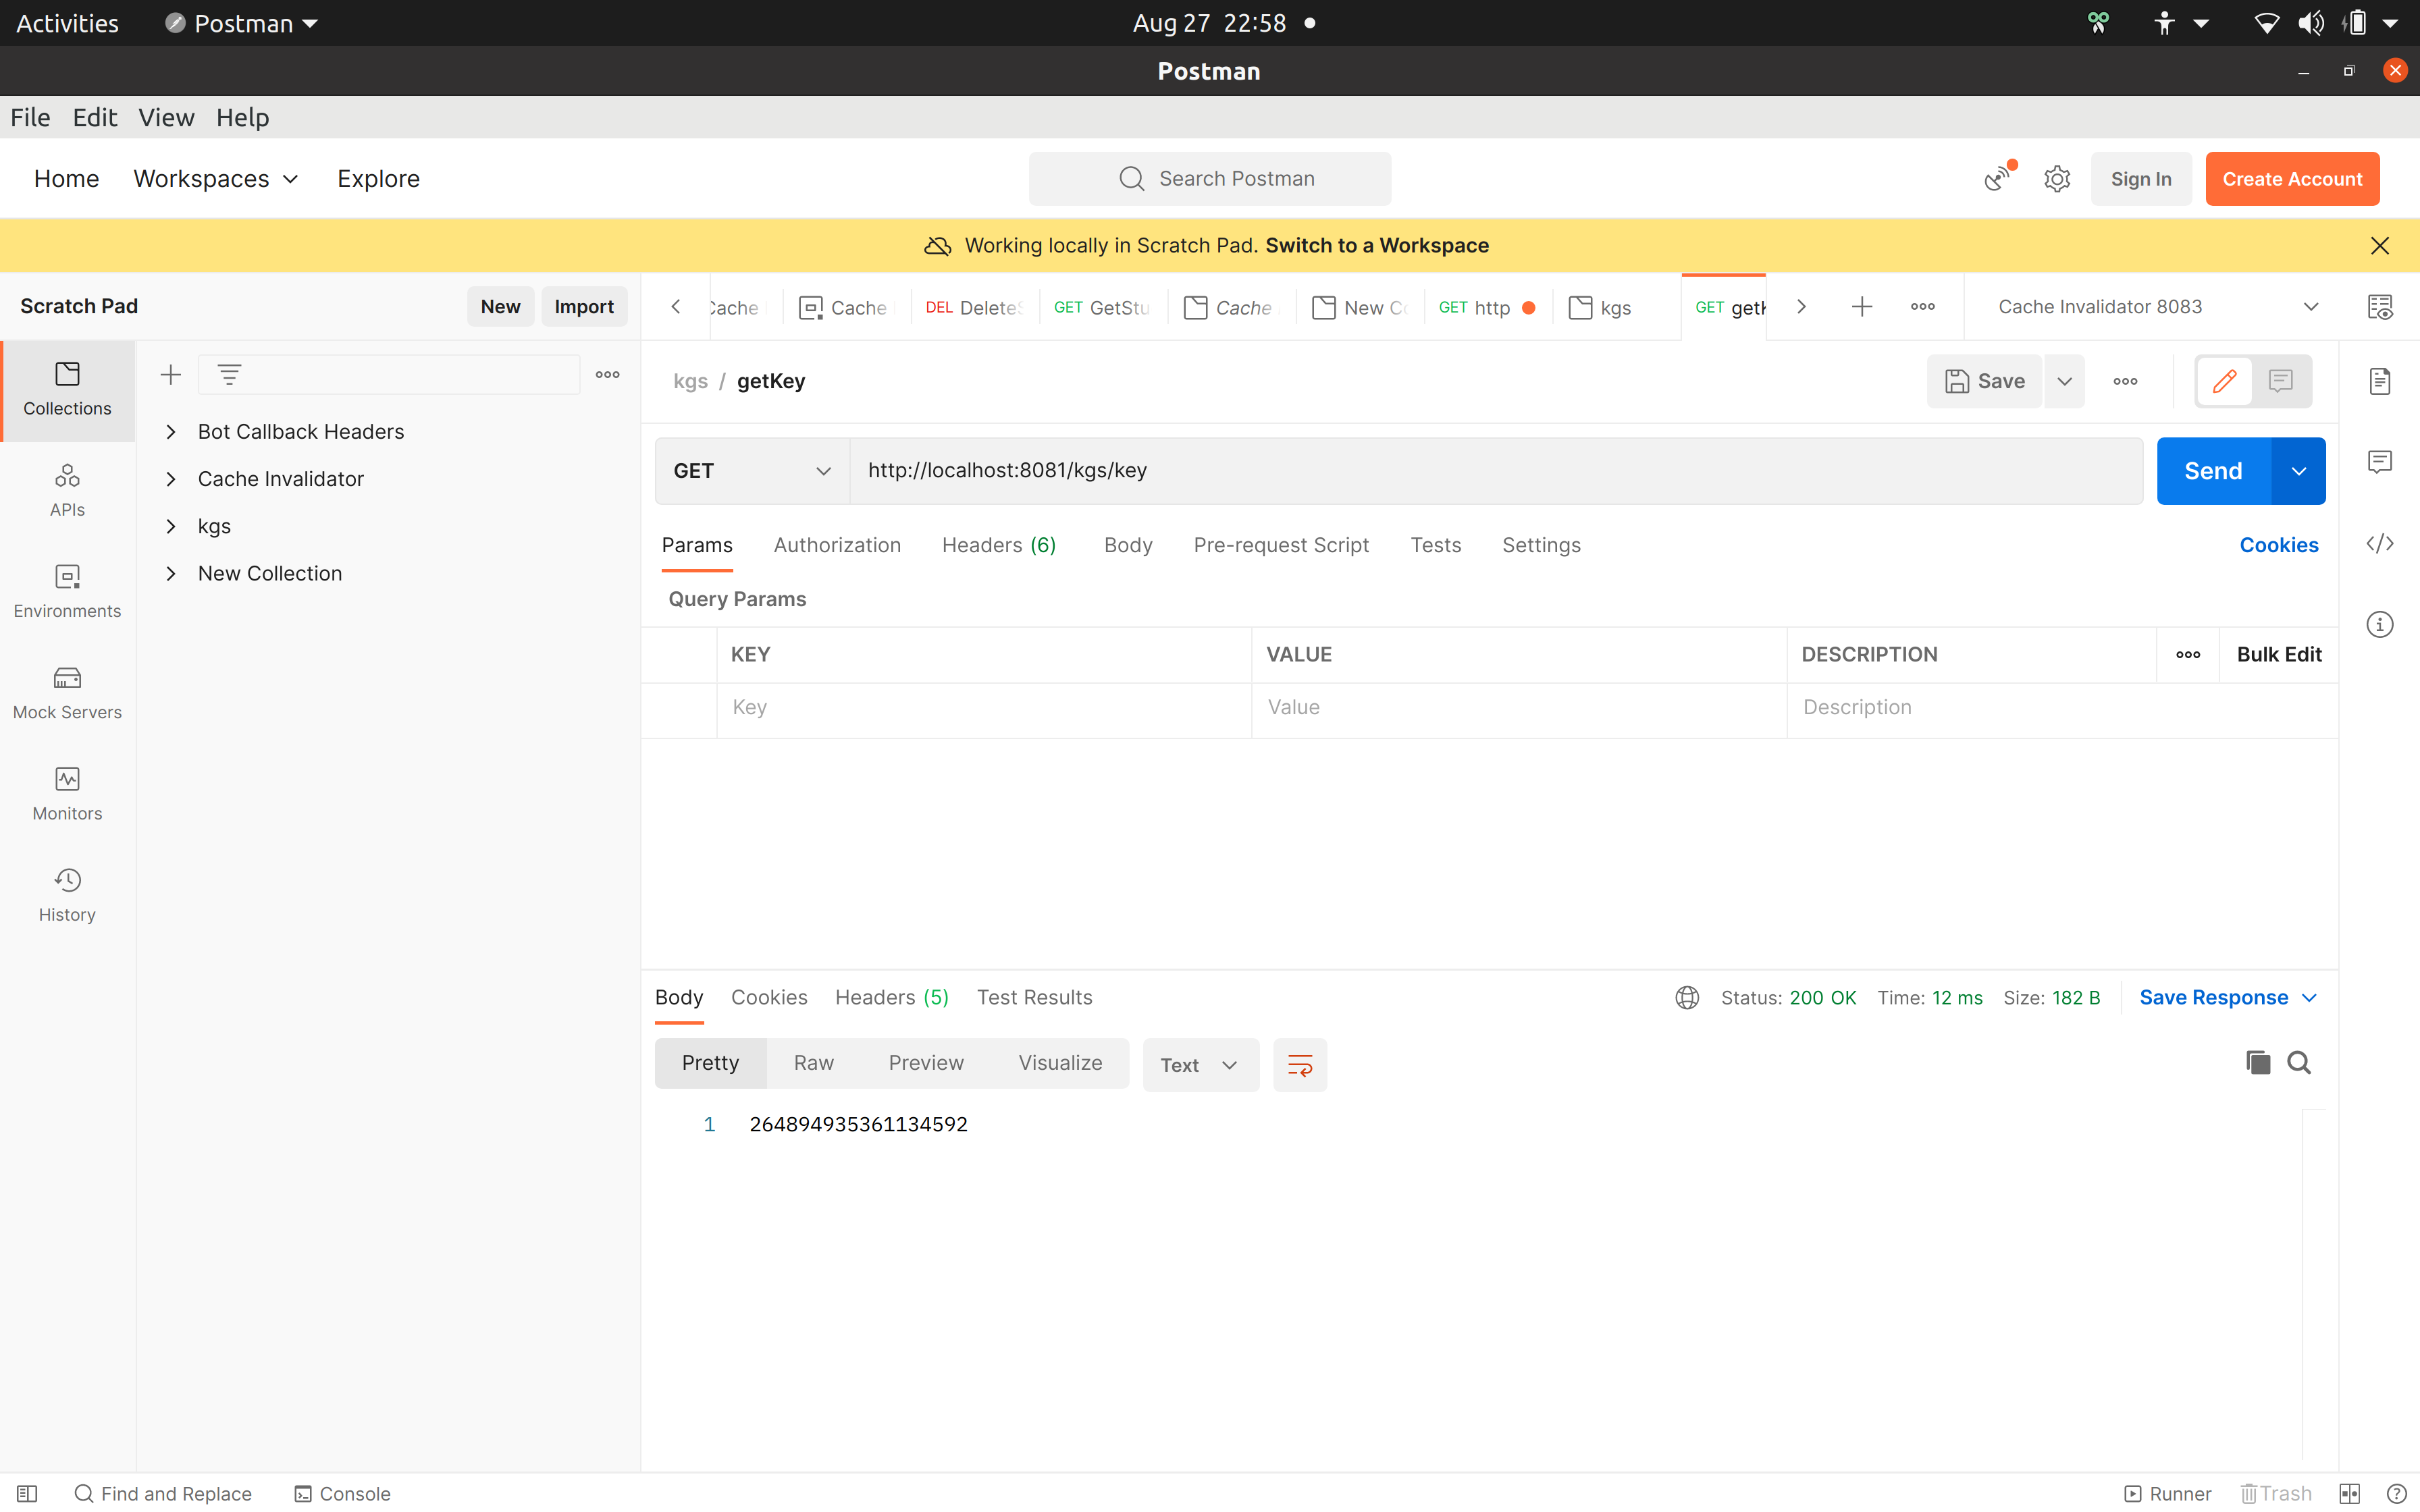 Activities Postman Aug 27 22:58
Postman
File Edit View Help
Home Workspaces Explore Search Postman Sign In Create Account
Working locally in Scratch Pad. Switch to a Workspace
Scratch Pad New Import Cache Cache DEL Delete GET GetStu Cache New Co GET http kgs GET get Cache Invalidator 8083
Collections
APIs
Environments
Mock Servers
Monitors
History
Bot Callback Headers
Cache Invalidator
kgs
New Collection
kgs / getKey Save
GET http://localhost:8081/kgs/key Send
Params Authorization Headers (6) Body Pre-request Script Tests Settings Cookies
Query Params
KEY VALUE DESCRIPTION Bulk Edit
Key Value Description
Body Cookies Headers (5) Test Results Status: 200 OK Time: 12 ms Size: 182 B Save Response
Pretty Raw Preview Visualize Text
1 264894935361134592
Find and Replace Console Runner Trash